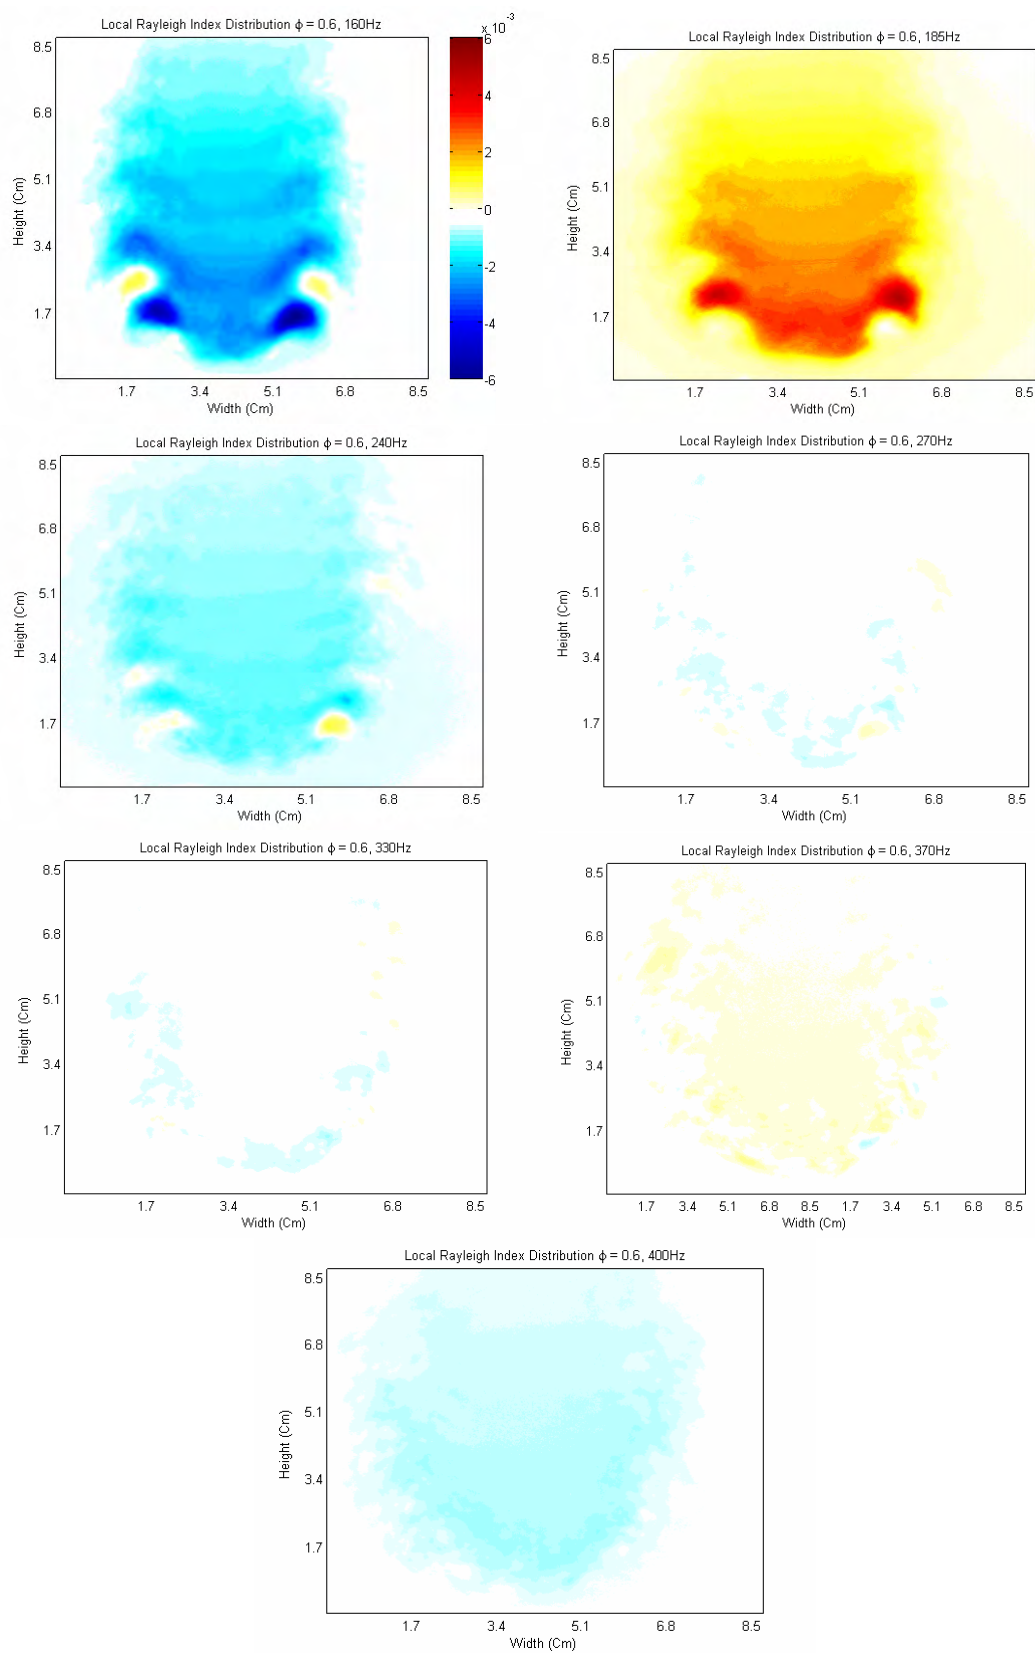 Local Rayleigh Index Distribution ϕ = 0.6, 160Hz
x 10-3
8.5
6.8
5.1
3.4
1.7
Height (Cm)
1.7 3.4 5.1 6.8 8.5
Width (Cm)
6
4
2
0
-2
-4
-6
Local Rayleigh Index Distribution ϕ = 0.6, 185Hz
8.5
6.8
5.1
3.4
1.7
Height (Cm)
1.7 3.4 5.1 6.8 8.5
Width (Cm)
Local Rayleigh Index Distribution ϕ = 0.6, 240Hz
8.5
6.8
5.1
3.4
1.7
Height (Cm)
1.7 3.4 5.1 6.8 8.5
Width (Cm)
Local Rayleigh Index Distribution ϕ = 0.6, 270Hz
8.5
6.8
5.1
3.4
1.7
Height (Cm)
1.7 3.4 5.1 6.8 8.5
Width (Cm)
Local Rayleigh Index Distribution ϕ = 0.6, 330Hz
8.5
6.8
5.1
3.4
1.7
Height (Cm)
1.7 3.4 5.1 6.8 8.5
Width (Cm)
Local Rayleigh Index Distribution ϕ = 0.6, 370Hz
8.5
6.8
5.1
3.4
1.7
Height (Cm)
1.7 3.4 5.1 6.8 8.5 1.7 3.4 5.1 6.8 8.5
Width (Cm)
Local Rayleigh Index Distribution ϕ = 0.6, 400Hz
8.5
6.8
5.1
3.4
1.7
Height (Cm)
1.7 3.4 5.1 6.8 8.5
Width (Cm)